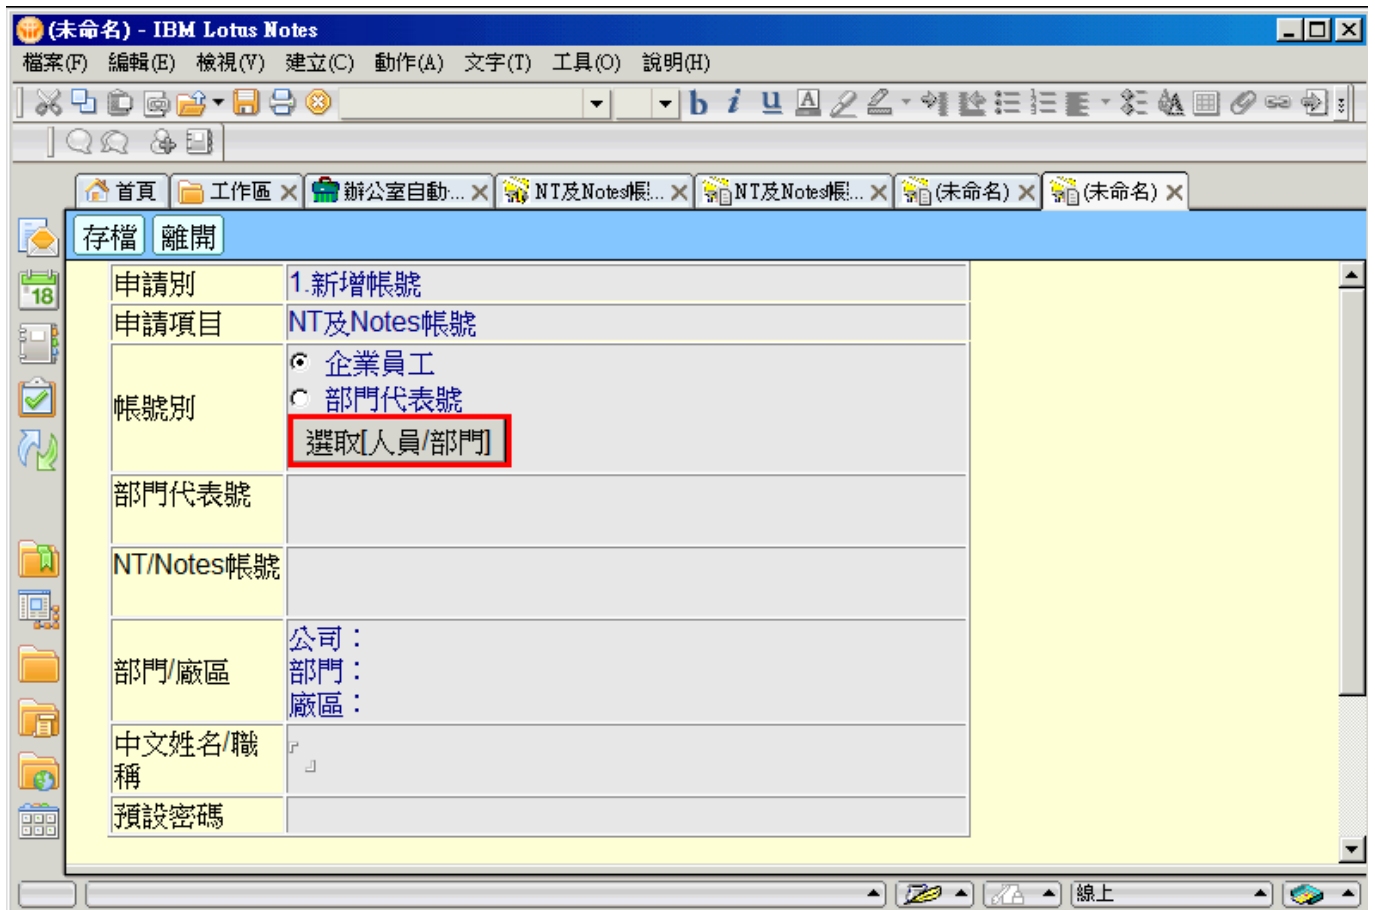 (未命名) - IBM Lotus Notes
檔案(F) 編輯(E) 檢視(V) 建立(C) 動作(A) 文字(T) 工具(O) 說明(H)
b i u A
首頁 工作區 辦公室自動... NT及Notes帳... NT及Notes帳... (未命名) (未命名)
存檔 離開
18
申請別 1.新增帳號
申請項目 NT及Notes帳號
帳號別
企業員工
部門代表號
選取[人員/部門]
部門代表號
NT/Notes帳號
部門/廠區
公司：
部門：
廠區：
中文姓名/職
稱
預設密碼
線上